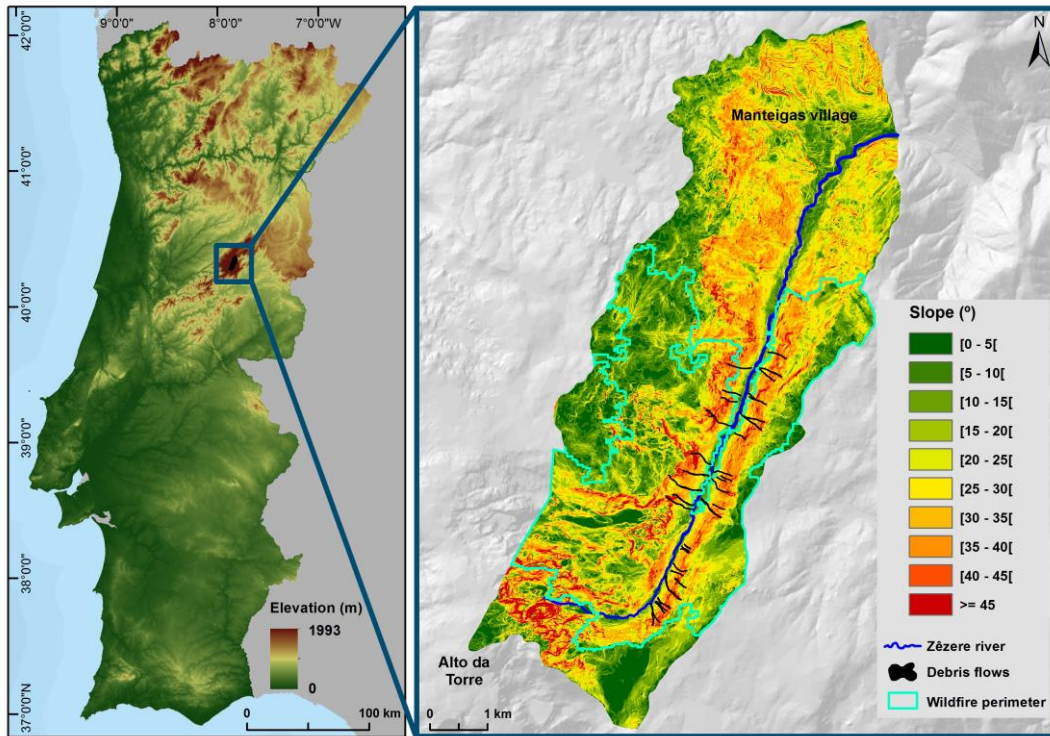 9°0'0" 8°0'0"W 7°0'0"W
42°0'0"
41°0'0"
40°0'0"
39°0'0"
38°0'0"
37°0'0"N
Elevation (m)
1993
0
0 100 km
N
Manteigas village
Alto da
Torre
0 1 km
Slope (º)
[0 - 5[
[5 - 10[
[10 - 15[
[15 - 20[
[20 - 25[
[25 - 30[
[30 - 35[
[35 - 40[
[40 - 45[
>= 45
Zêzere river
Debris flows
Wildfire perimeter